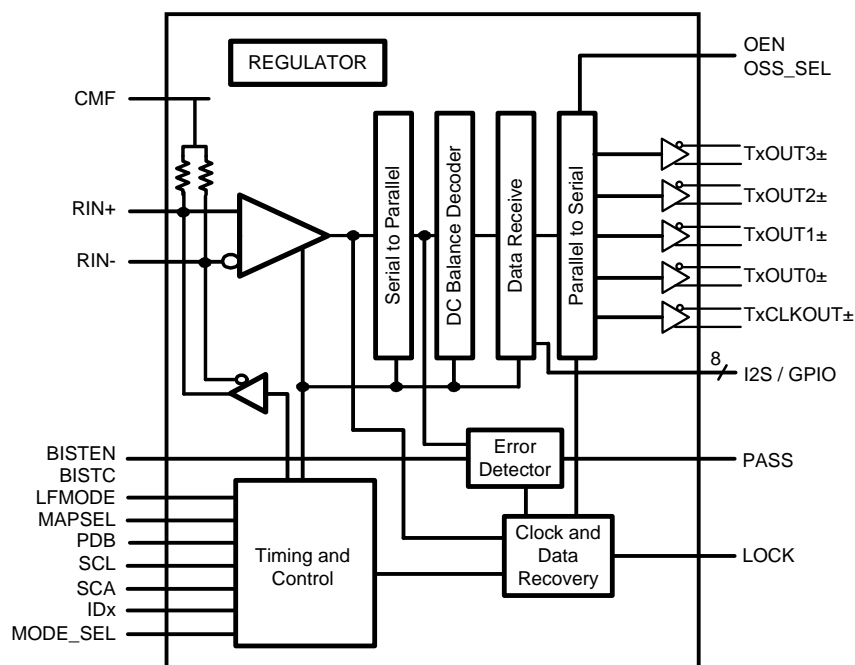 REGULATOR
OEN
OSS_SEL
CMF
RIN+
RIN-
Serial to Parallel
DC Balance Decoder
Data Receive
Parallel to Serial
TxOUT3±
TxOUT2±
TxOUT1±
TxOUT0±
TxCLKOUT±
8
I2S / GPIO
BISTEN
BISTC
LFMODE
MAPSEL
PDB
SCL
SCA
IDx
MODE_SEL
Timing and
Control
Error
Detector
Clock and
Data
Recovery
PASS
LOCK